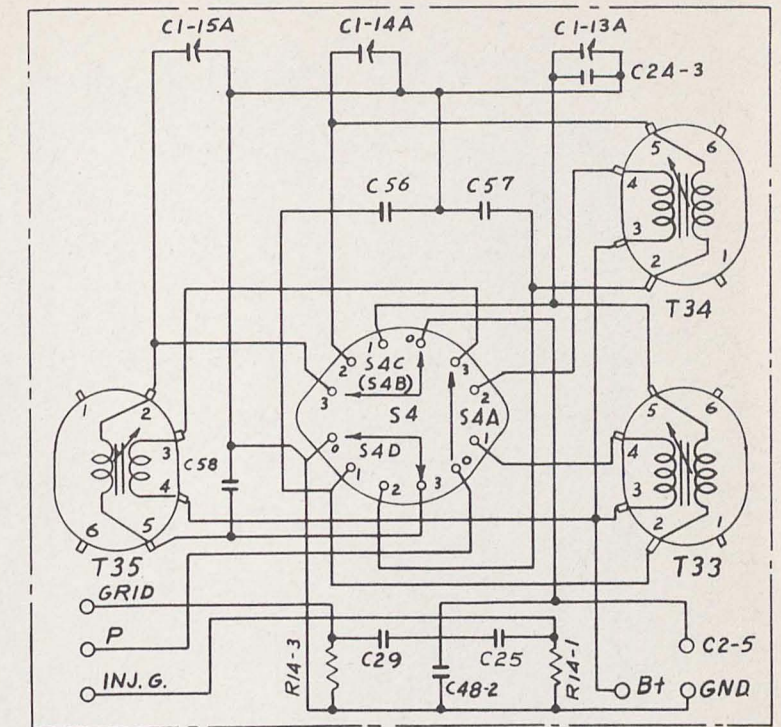 C1-15A
C1-14A
C1-13A
C24-3
5 6
4
3
2 1
T34
C56 C57
1 0
2 3
S4C
(S4B)
3 2
S4 S4A
0 S4D 1
1 2 3 0
1 2
3
4
6 5
T35
C58
5 6
4
3
2 1
T33
GRID
P
INJ. G.
R14-3
C29
C25
C48-2
R14-1
C2-5
B+
GND